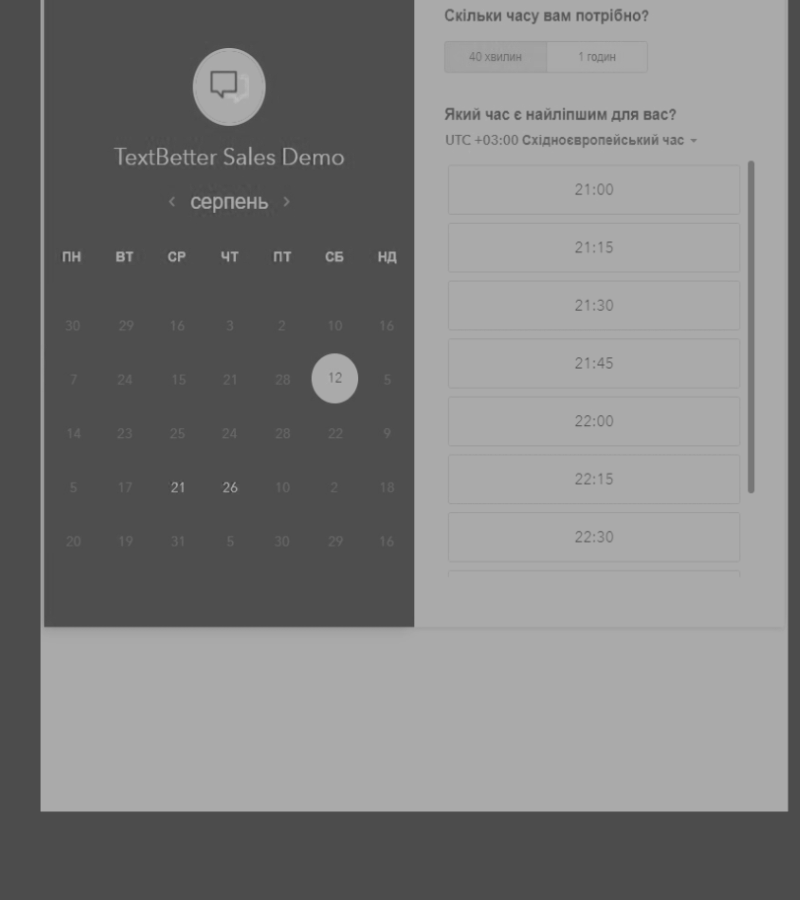 TextBetter Sales Demo
серпень
ПН ВТ СР ЧТ ПТ СБ НД
30 29 16 3 2 10 16
7 24 15 21 28 12 5
14 23 25 24 28 22 9
5 17 21 26 10 2 18
20 19 31 5 30 29 16
Скільки часу вам потрібно?
40 хвилин 1 годин
Який час є найліпшим для вас?
UTC +03:00 Східноєвропейський час
21:00
21:15
21:30
21:45
22:00
22:15
22:30